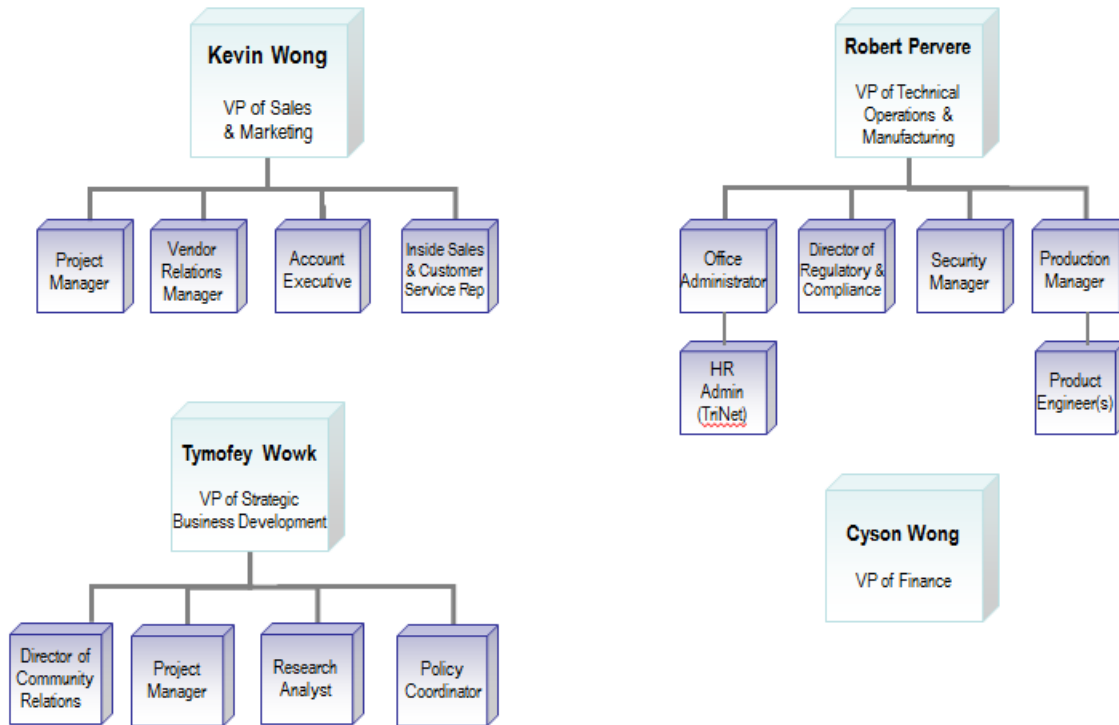 Kevin Wong
VP of Sales
& Marketing
Project
Manager
Vendor
Relations
Manager
Account
Executive
Inside Sales
& Customer
Service Rep
Robert Pervere
VP of Technical
Operations &
Manufacturing
Office
Administrator
Director of
Regulatory &
Compliance
Security
Manager
Production
Manager
HR
Admin
(TriNet)
Product
Engineer(s)
Tymofey Wowk
VP of Strategic
Business Development
Director of
Community
Relations
Project
Manager
Research
Analyst
Policy
Coordinator
Cyson Wong
VP of Finance